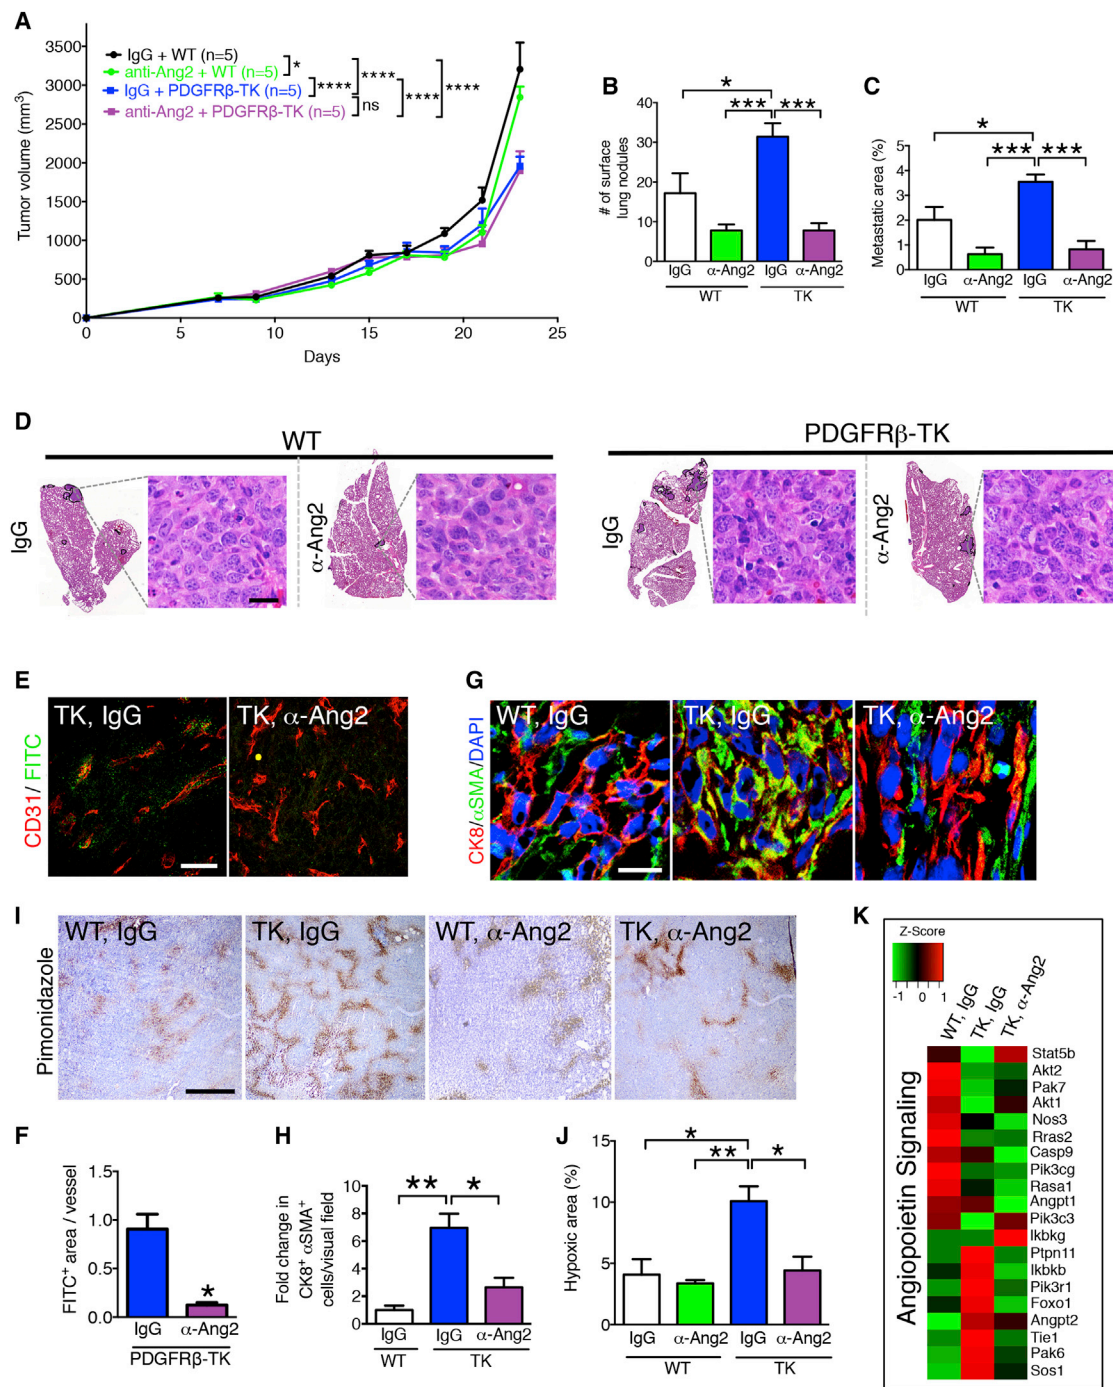 A
Tumor volume (mm³)
3500
3000
2500
2000
1500
1000
500
0
0 5 10 15 20 25
Days
IgG + WT (n=5)
anti-Ang2 + WT (n=5)
IgG + PDGFRβ-TK (n=5)
anti-Ang2 + PDGFRβ-TK (n=5)
* **** **** ns **** ****
B
# of surface
lung nodules
40
30
20
10
0
* *** ***
IgG α-Ang2 IgG α-Ang2
WT TK
C
Metastatic area (%)
5
4
3
2
1
0
* *** ***
IgG α-Ang2 IgG α-Ang2
WT TK
D
WT PDGFRβ-TK
IgG α-Ang2 IgG α-Ang2
E
CD31/ FITC
TK, IgG TK, α-Ang2
G
CK8/αSMA/DAPI
WT, IgG TK, IgG TK, α-Ang2
I
Pimonidazole
WT, IgG TK, IgG WT, α-Ang2 TK, α-Ang2
F
FITC⁺ area / vessel
1.5
1.0
0.5
0.0
*
IgG α-Ang2
PDGFRβ-TK
H
Fold change in
CK8⁺ αSMA⁺
cells/visual field
10
8
6
4
2
0
** *
IgG IgG α-Ang2
WT TK
J
Hypoxic area (%)
15
10
5
0
* ** *
IgG α-Ang2 IgG α-Ang2
WT TK
K
Z-Score
-1 0 1
WT, IgG
TK, IgG
TK, α-Ang2
Angiopoietin Signaling
Stat5b
Akt2
Pak7
Akt1
Nos3
Rras2
Casp9
Pik3cg
Rasa1
Angpt1
Pik3c3
Ikbkg
Ptpn11
Ikbkb
Pik3r1
Foxo1
Angpt2
Tie1
Pak6
Sos1